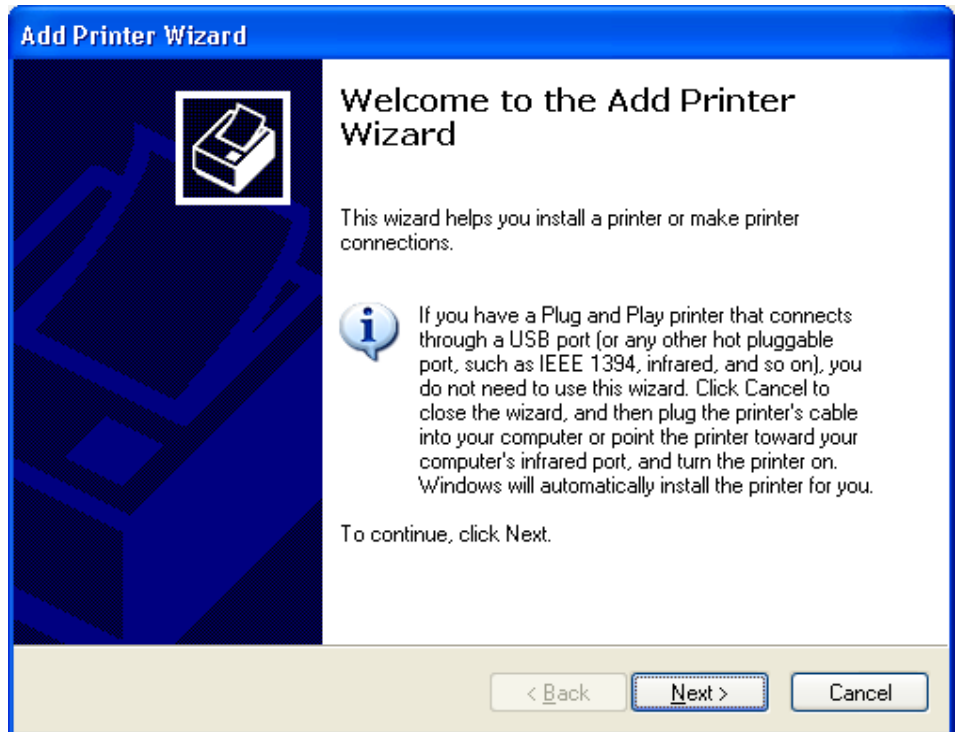 Add Printer Wizard
Welcome to the Add Printer
Wizard
This wizard helps you install a printer or make printer
connections.
If you have a Plug and Play printer that connects
through a USB port (or any other hot pluggable
port, such as IEEE 1394, infrared, and so on), you
do not need to use this wizard. Click Cancel to
close the wizard, and then plug the printer's cable
into your computer or point the printer toward your
computer's infrared port, and turn the printer on.
Windows will automatically install the printer for you.
To continue, click Next.
< Back
Next >
Cancel